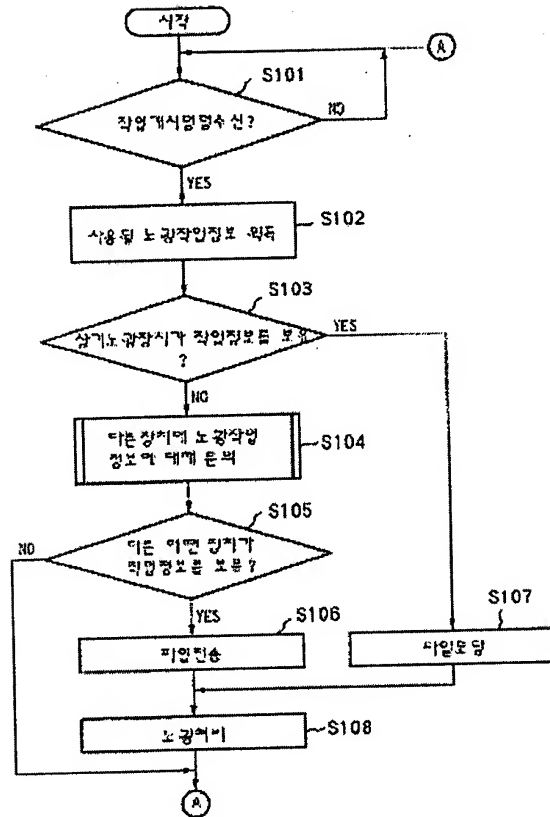 시작
A
S101
작업개시명령수신?
NO
YES
S102
사용될 노광작업정보 획득
S103
상기노광장치가 작업정보를 보유
?
YES
NO
다른장치에 노광작업
정보에 대해 문의
S104
S105
NO
다른 어떤 장치가
작업정보를 보유?
YES
S106
파일전송
S107
파일로딩
노광처리
S108
A